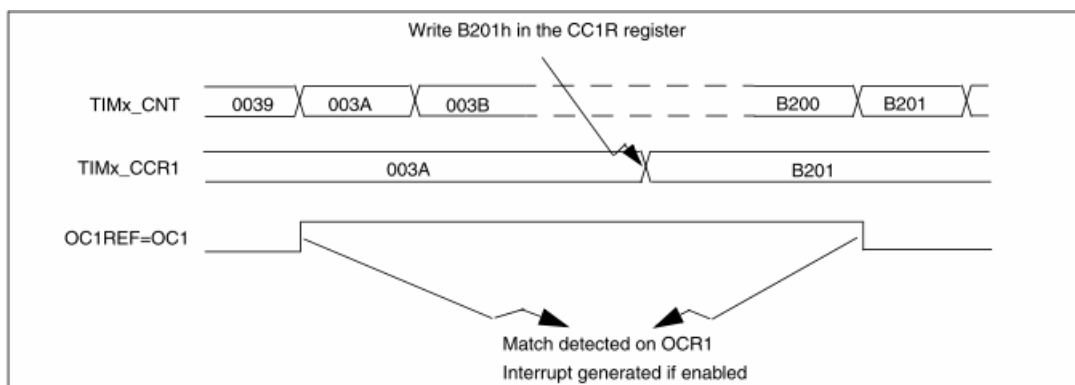 Write B201h in the CC1R register
TIMx_CNT 0039 003A 003B B200 B201
TIMx_CCR1 003A B201
OC1REF=OC1
Match detected on OCR1
Interrupt generated if enabled